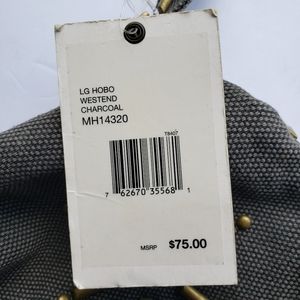 LG HOBO
WESTEND
CHARCOAL
MH14320
T8407
7 62670 35568 1
MSRP $75.00